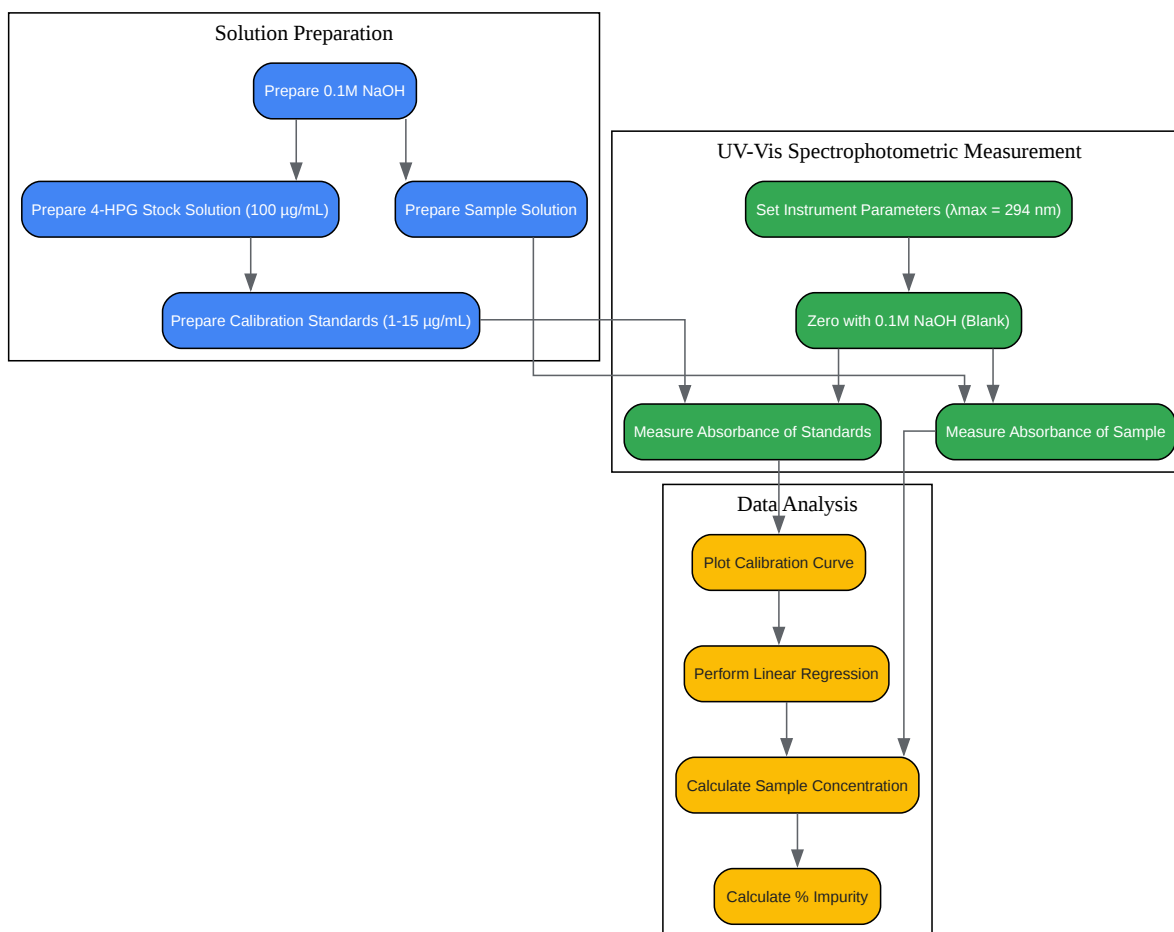 Solution Preparation
Prepare 0.1M NaOH
Prepare 4-HPG Stock Solution (100 µg/mL)
Prepare Sample Solution
Prepare Calibration Standards (1-15 µg/mL)
UV-Vis Spectrophotometric Measurement
Set Instrument Parameters (λmax = 294 nm)
Zero with 0.1M NaOH (Blank)
Measure Absorbance of Standards
Measure Absorbance of Sample
Data Analysis
Plot Calibration Curve
Perform Linear Regression
Calculate Sample Concentration
Calculate % Impurity